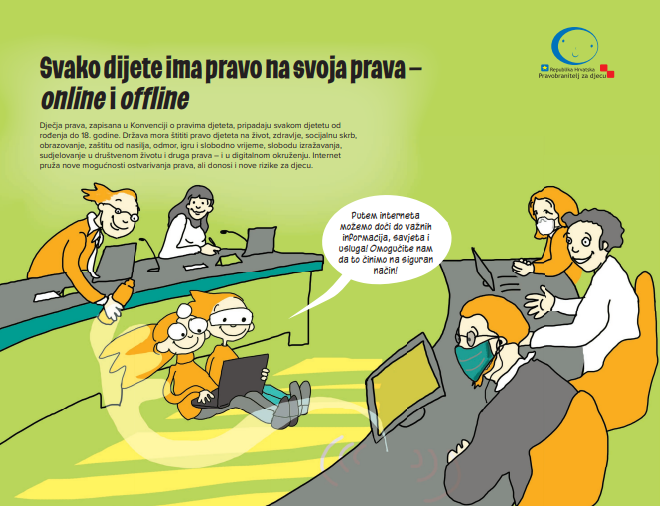 Svako dijete ima pravo na svoja prava –
online i offline
Dječja prava, zapisana u Konvenciji o pravima djeteta, pripadaju svakom djetetu od
rođenja do 18. godine. Država mora štititi pravo djeteta na život, zdravlje, socijalnu skrb,
obrazovanje, zaštitu od nasilja, odmor, igru i slobodno vrijeme, slobodu izražavanja,
sudjelovanje u društvenom životu i druga prava – i u digitalnom okruženju. Internet
pruža nove mogućnosti ostvarivanja prava, ali donosi i nove rizike za djecu.
Republika Hrvatska
Pravobranitelj za djecu
Putem interneta
možemo doći do važnih
informacija, savjeta i
usluga! Omogućite nam
da to činimo na siguran
način!